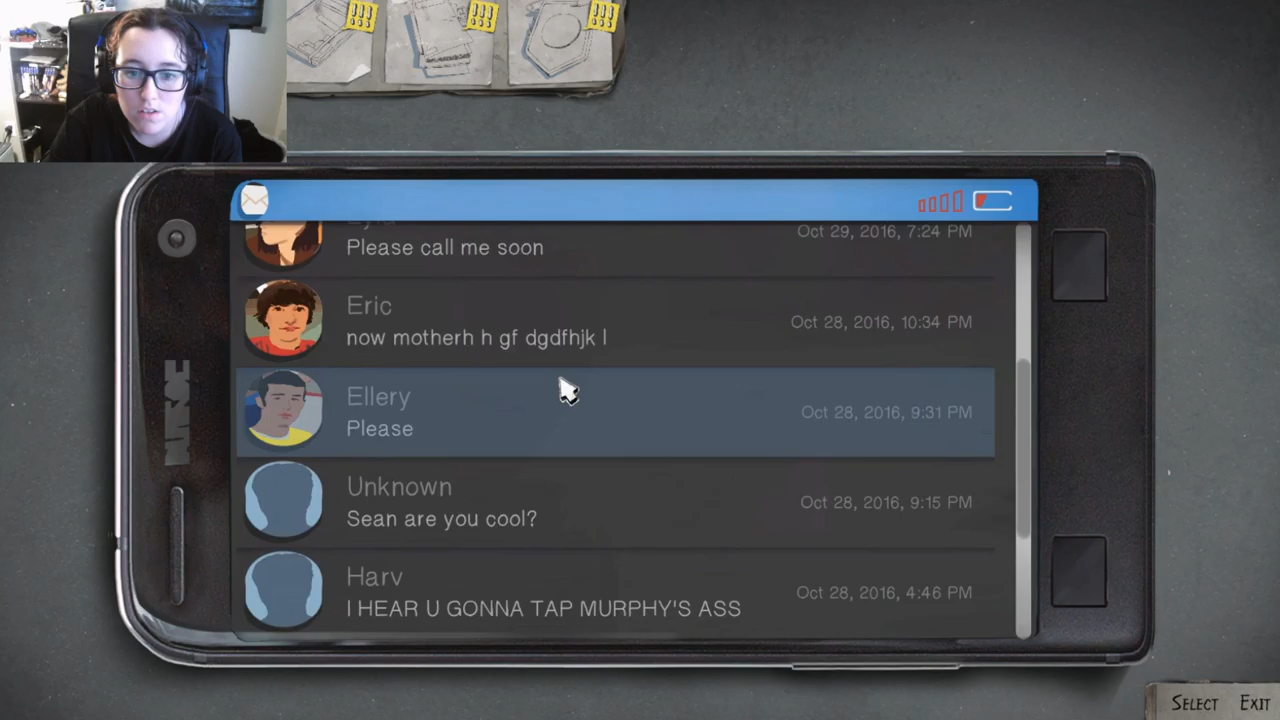 Please call me soon
Oct 29, 2016, 7:24 PM
Eric
now motherh h gf dgdfhjk l
Oct 28, 2016, 10:34 PM
Ellery
Please
Oct 28, 2016, 9:31 PM
Unknown
Sean are you cool?
Oct 28, 2016, 9:15 PM
Harv
I HEAR U GONNA TAP MURPHY'S ASS
Oct 28, 2016, 4:46 PM
SELECT EXIT